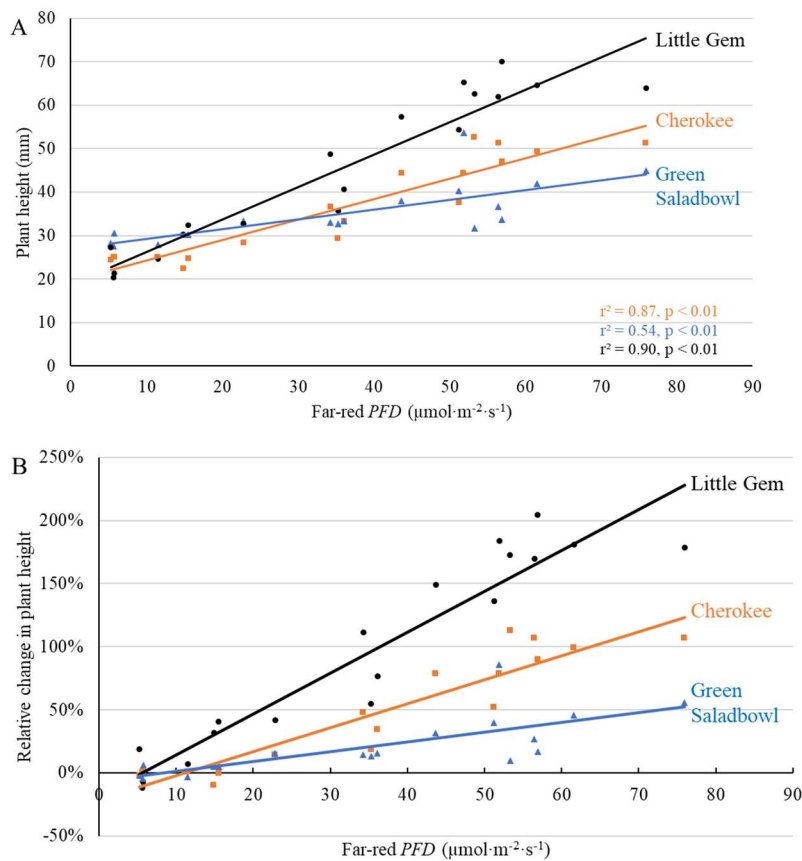 A
80
70
60
50
40
30
20
10
0
Plant height (mm)
Little Gem
Cherokee
Green
Saladbowl
r² = 0.87, p < 0.01
r² = 0.54, p < 0.01
r² = 0.90, p < 0.01
0 10 20 30 40 50 60 70 80 90
Far-red PFD (µmol·m⁻²·s⁻¹)
B
250%
200%
150%
100%
50%
0%
-50%
Relative change in plant height
Little Gem
Cherokee
Green
Saladbowl
0 10 20 30 40 50 60 70 80 90
Far-red PFD (µmol·m⁻²·s⁻¹)